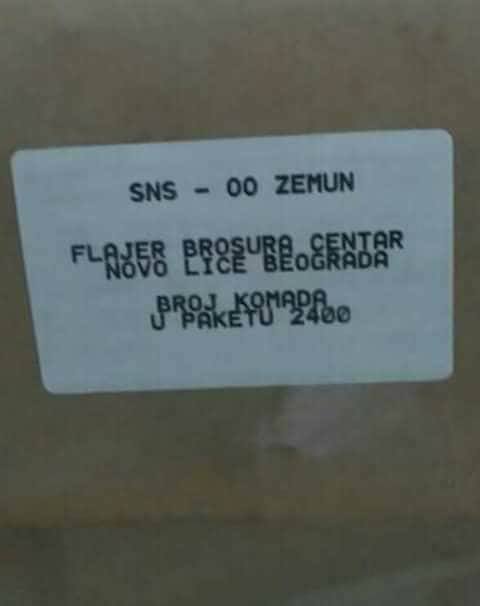 SNS - OO ZEMUN
FLAJER BROSURA CENTAR
NOVO LICE BEOGRADA
BROJ KOMADA
U PAKETU 2400